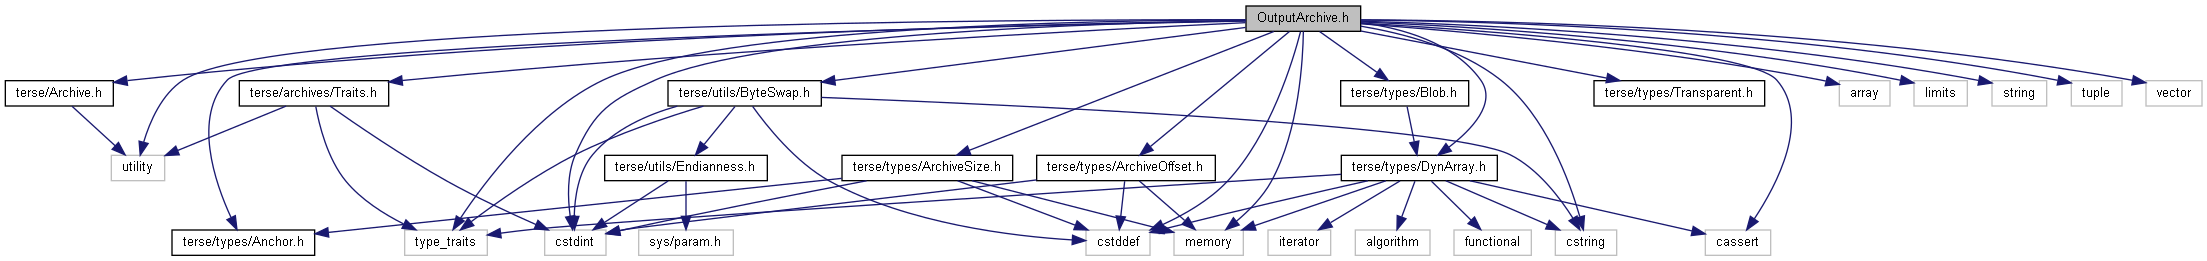 OutputArchive.h
terse/Archive.h
terse/archives/Traits.h
terse/utils/ByteSwap.h
terse/types/Blob.h
terse/types/Transparent.h
array
limits
string
tuple
vector
utility
terse/utils/Endianness.h
terse/types/ArchiveSize.h
terse/types/ArchiveOffset.h
terse/types/DynArray.h
terse/types/Anchor.h
type_traits
cstdint
sys/param.h
cstddef
memory
iterator
algorithm
functional
cstring
cassert